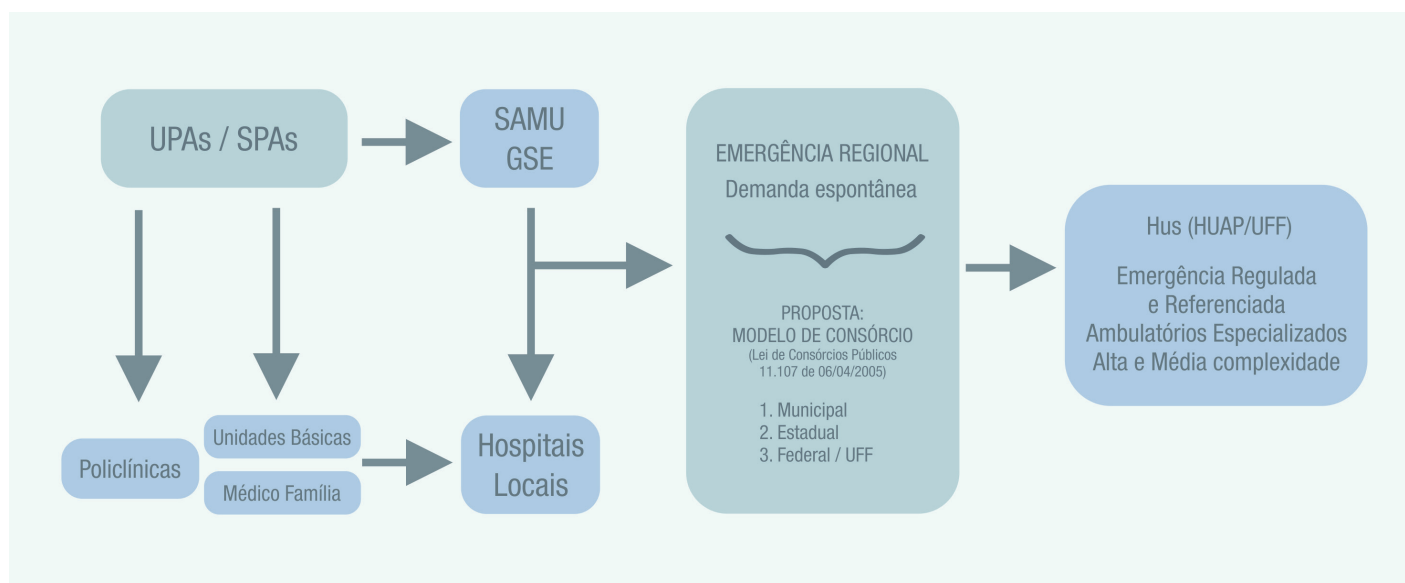 UPAs / SPAs
SAMU
GSE
Policlínicas
Unidades Básicas
Médico Família
Hospitais
Locais
EMERGÊNCIA REGIONAL
Demanda espontânea
PROPOSTA:
MODELO DE CONSÓRCIO
(Lei de Consórcios Públicos
11.107 de 06/04/2005)
1. Municipal
2. Estadual
3. Federal / UFF
Hus (HUAP/UFF)
Emergência Regulada
e Referenciada
Ambulatórios Especializados
Alta e Média complexidade